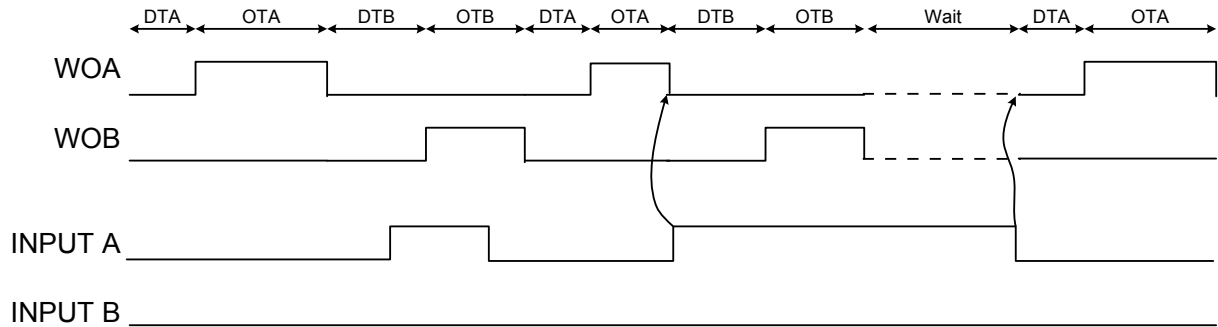 DTA OTA DTB OTB DTA OTA DTB OTB Wait DTA OTA
WOA
WOB
INPUT A
INPUT B